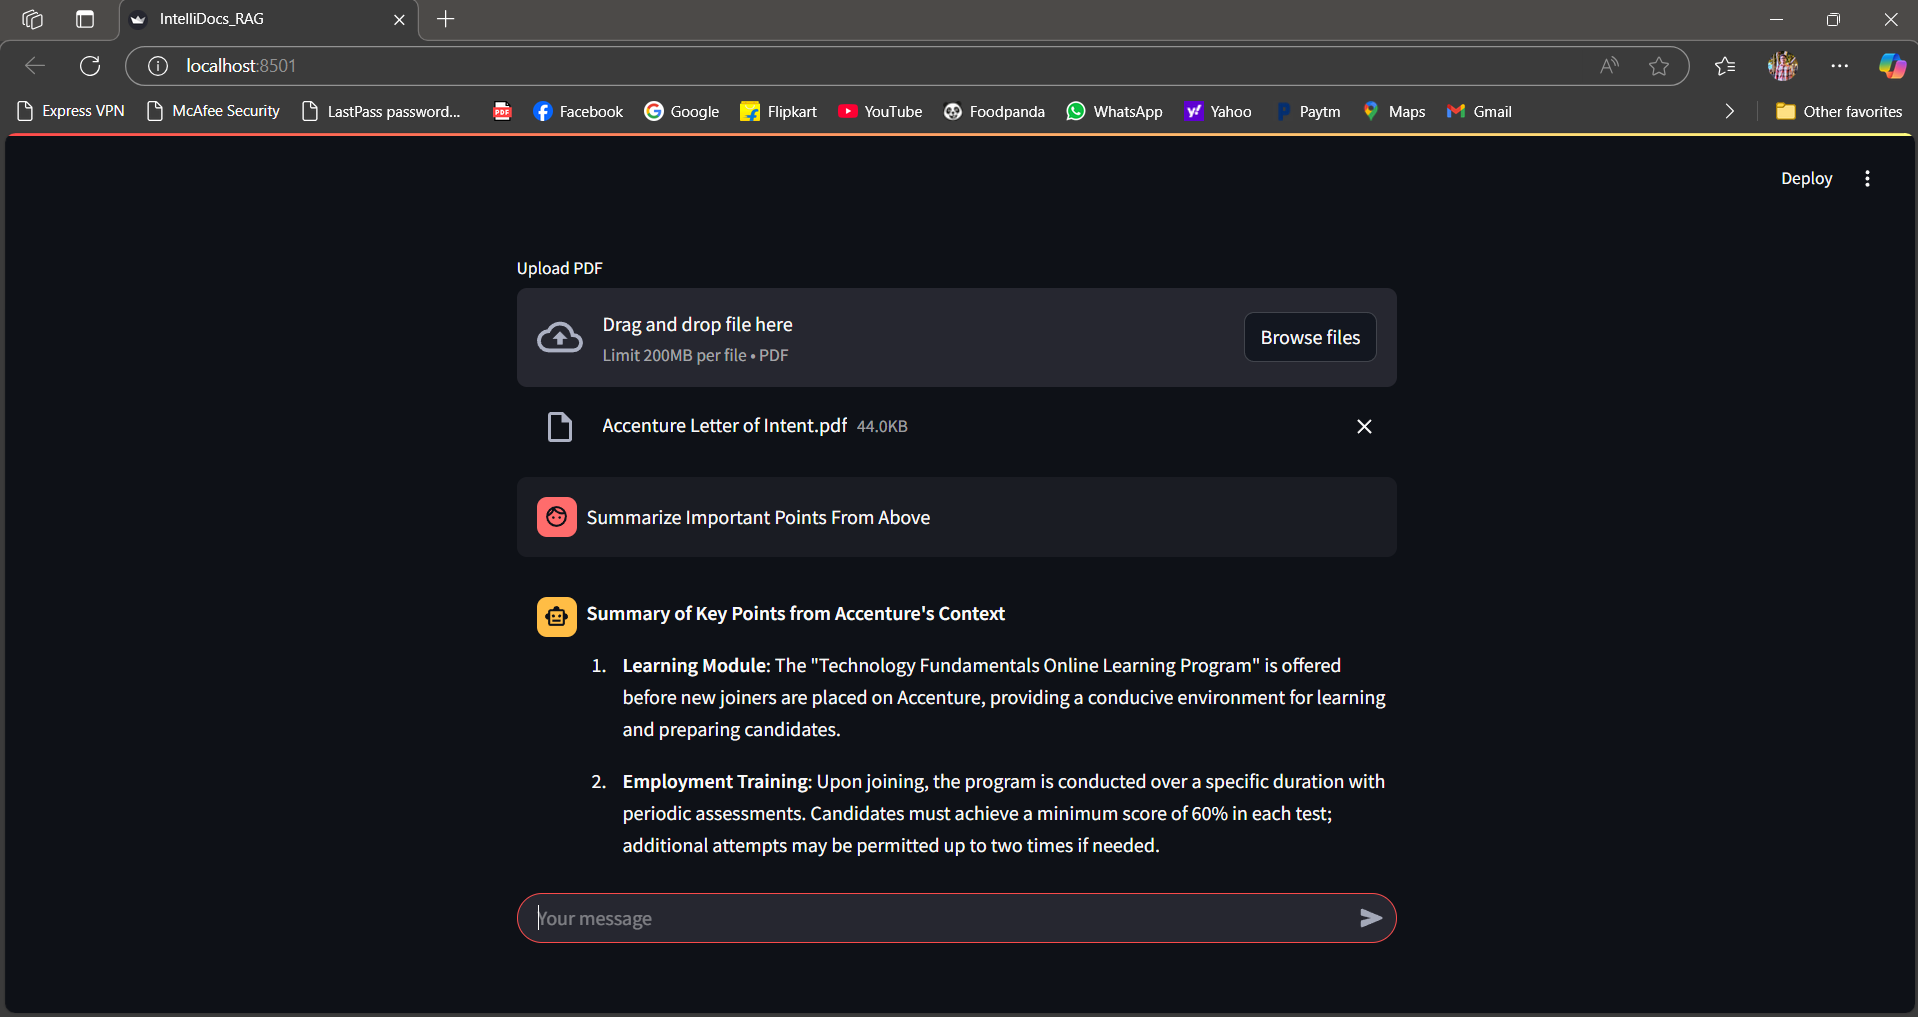 IntelliDocs_RAG
localhost:8501
Express VPN McAfee Security LastPass password... PDF Facebook Google Flipkart YouTube Foodpanda WhatsApp Yahoo Paytm Maps Gmail Other favorites
Deploy
Upload PDF
Drag and drop file here
Limit 200MB per file • PDF
Browse files
Accenture Letter of Intent.pdf 44.0KB
Summarize Important Points From Above
Summary of Key Points from Accenture's Context
1. Learning Module: The "Technology Fundamentals Online Learning Program" is offered
before new joiners are placed on Accenture, providing a conducive environment for learning
and preparing candidates.
2. Employment Training: Upon joining, the program is conducted over a specific duration with
periodic assessments. Candidates must achieve a minimum score of 60% in each test;
additional attempts may be permitted up to two times if needed.
Your message